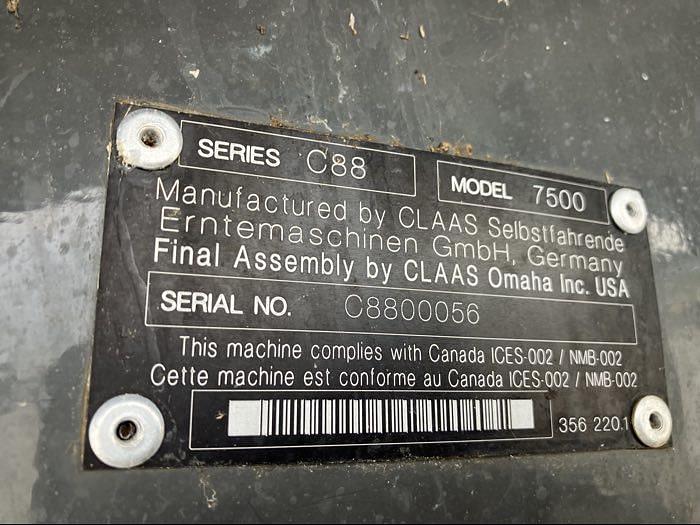 SERIES C88 MODEL 7500
Manufactured by CLAAS Selbstfahrende
Erntemaschinen GmbH, Germany
Final Assembly by CLAAS Omaha Inc. USA
SERIAL NO. C8800056
This machine complies with Canada ICES-002 / NMB-002
Cette machine est conforme au Canada ICES-002 / NMB-002
356 220.1